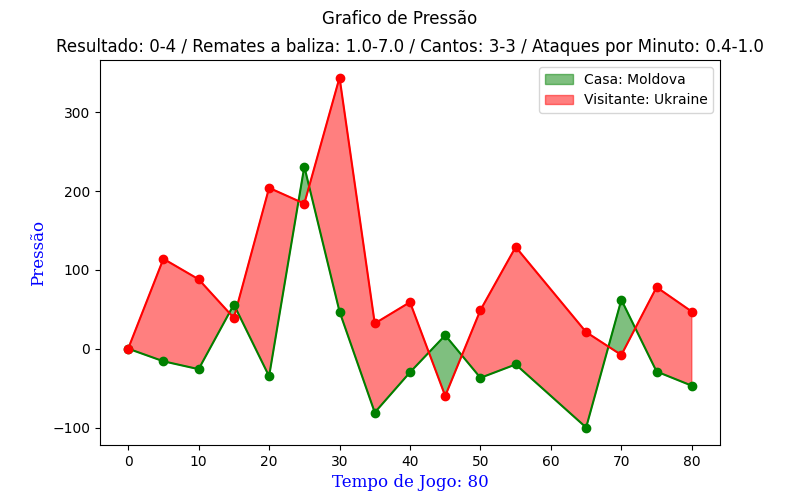 Grafico de Pressão
Resultado: 0-4 / Remates a baliza: 1.0-7.0 / Cantos: 3-3 / Ataques por Minuto: 0.4-1.0
Casa: Moldova
Visitante: Ukraine
300
200
100
0
−100
Pressão
0 10 20 30 40 50 60 70 80
Tempo de Jogo: 80